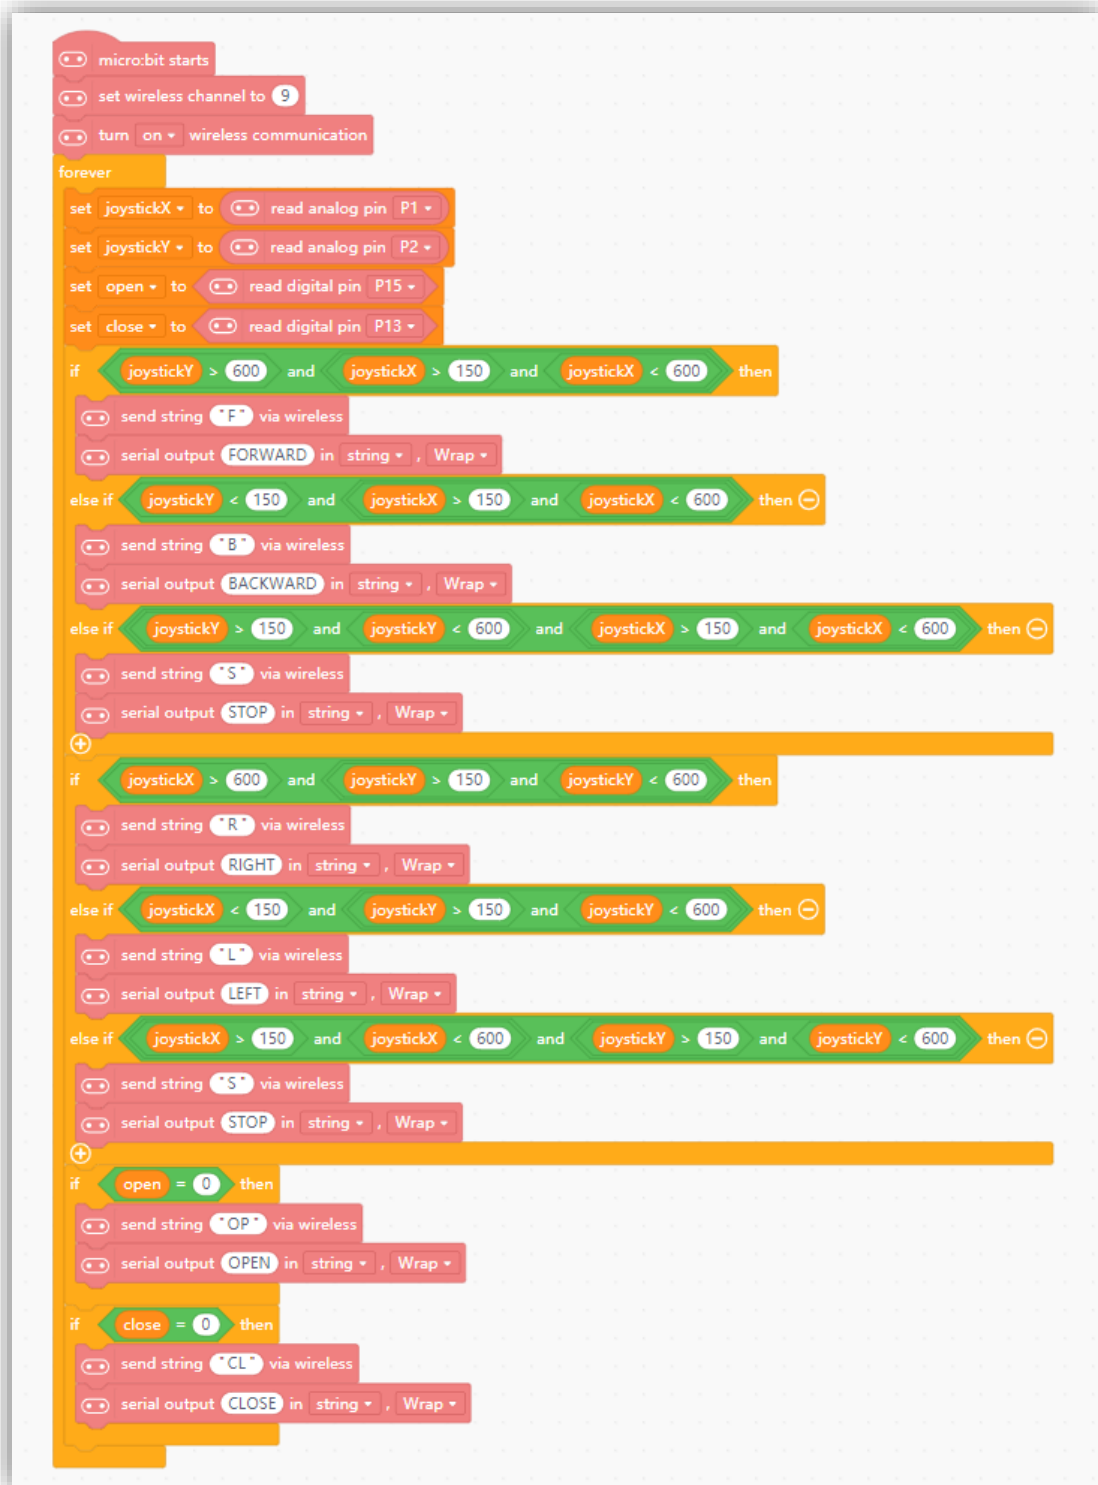 micro:bit starts
set wireless channel to 9
turn on wireless communication
forever
set joystickX to read analog pin P1
set joystickY to read analog pin P2
set open to read digital pin P15
set close to read digital pin P13
if joystickY > 600 and joystickX > 150 and joystickX < 600 then
send string "F" via wireless
serial output FORWARD in string , Wrap
else if joystickY < 150 and joystickX > 150 and joystickX < 600 then
send string "B" via wireless
serial output BACKWARD in string , Wrap
else if joystickY > 150 and joystickY < 600 and joystickX > 150 and joystickX < 600 then
send string "S" via wireless
serial output STOP in string , Wrap
if joystickX > 600 and joystickY > 150 and joystickY < 600 then
send string "R" via wireless
serial output RIGHT in string , Wrap
else if joystickX < 150 and joystickY > 150 and joystickY < 600 then
send string "L" via wireless
serial output LEFT in string , Wrap
else if joystickX > 150 and joystickX < 600 and joystickY > 150 and joystickY < 600 then
send string "S" via wireless
serial output STOP in string , Wrap
if open = 0 then
send string "OP" via wireless
serial output OPEN in string , Wrap
if close = 0 then
send string "CL" via wireless
serial output CLOSE in string , Wrap